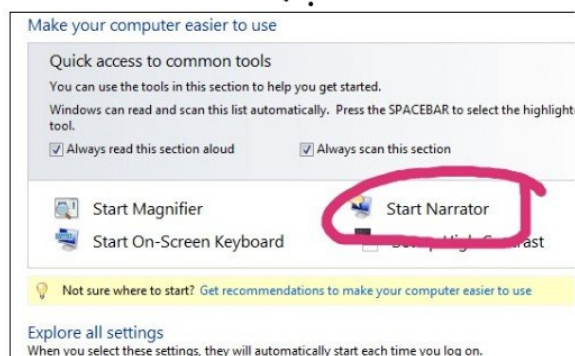 Make your computer easier to use
Quick access to common tools
You can use the tools in this section to help you get started.
Windows can read and scan this list automatically. Press the SPACEBAR to select the highlight
tool.
Always read this section aloud Always scan this section
Start Magnifier Start Narrator
Start On-Screen Keyboard
Not sure where to start? Get recommendations to make your computer easier to use
Explore all settings
When you select these settings, they will automatically start each time you log on.